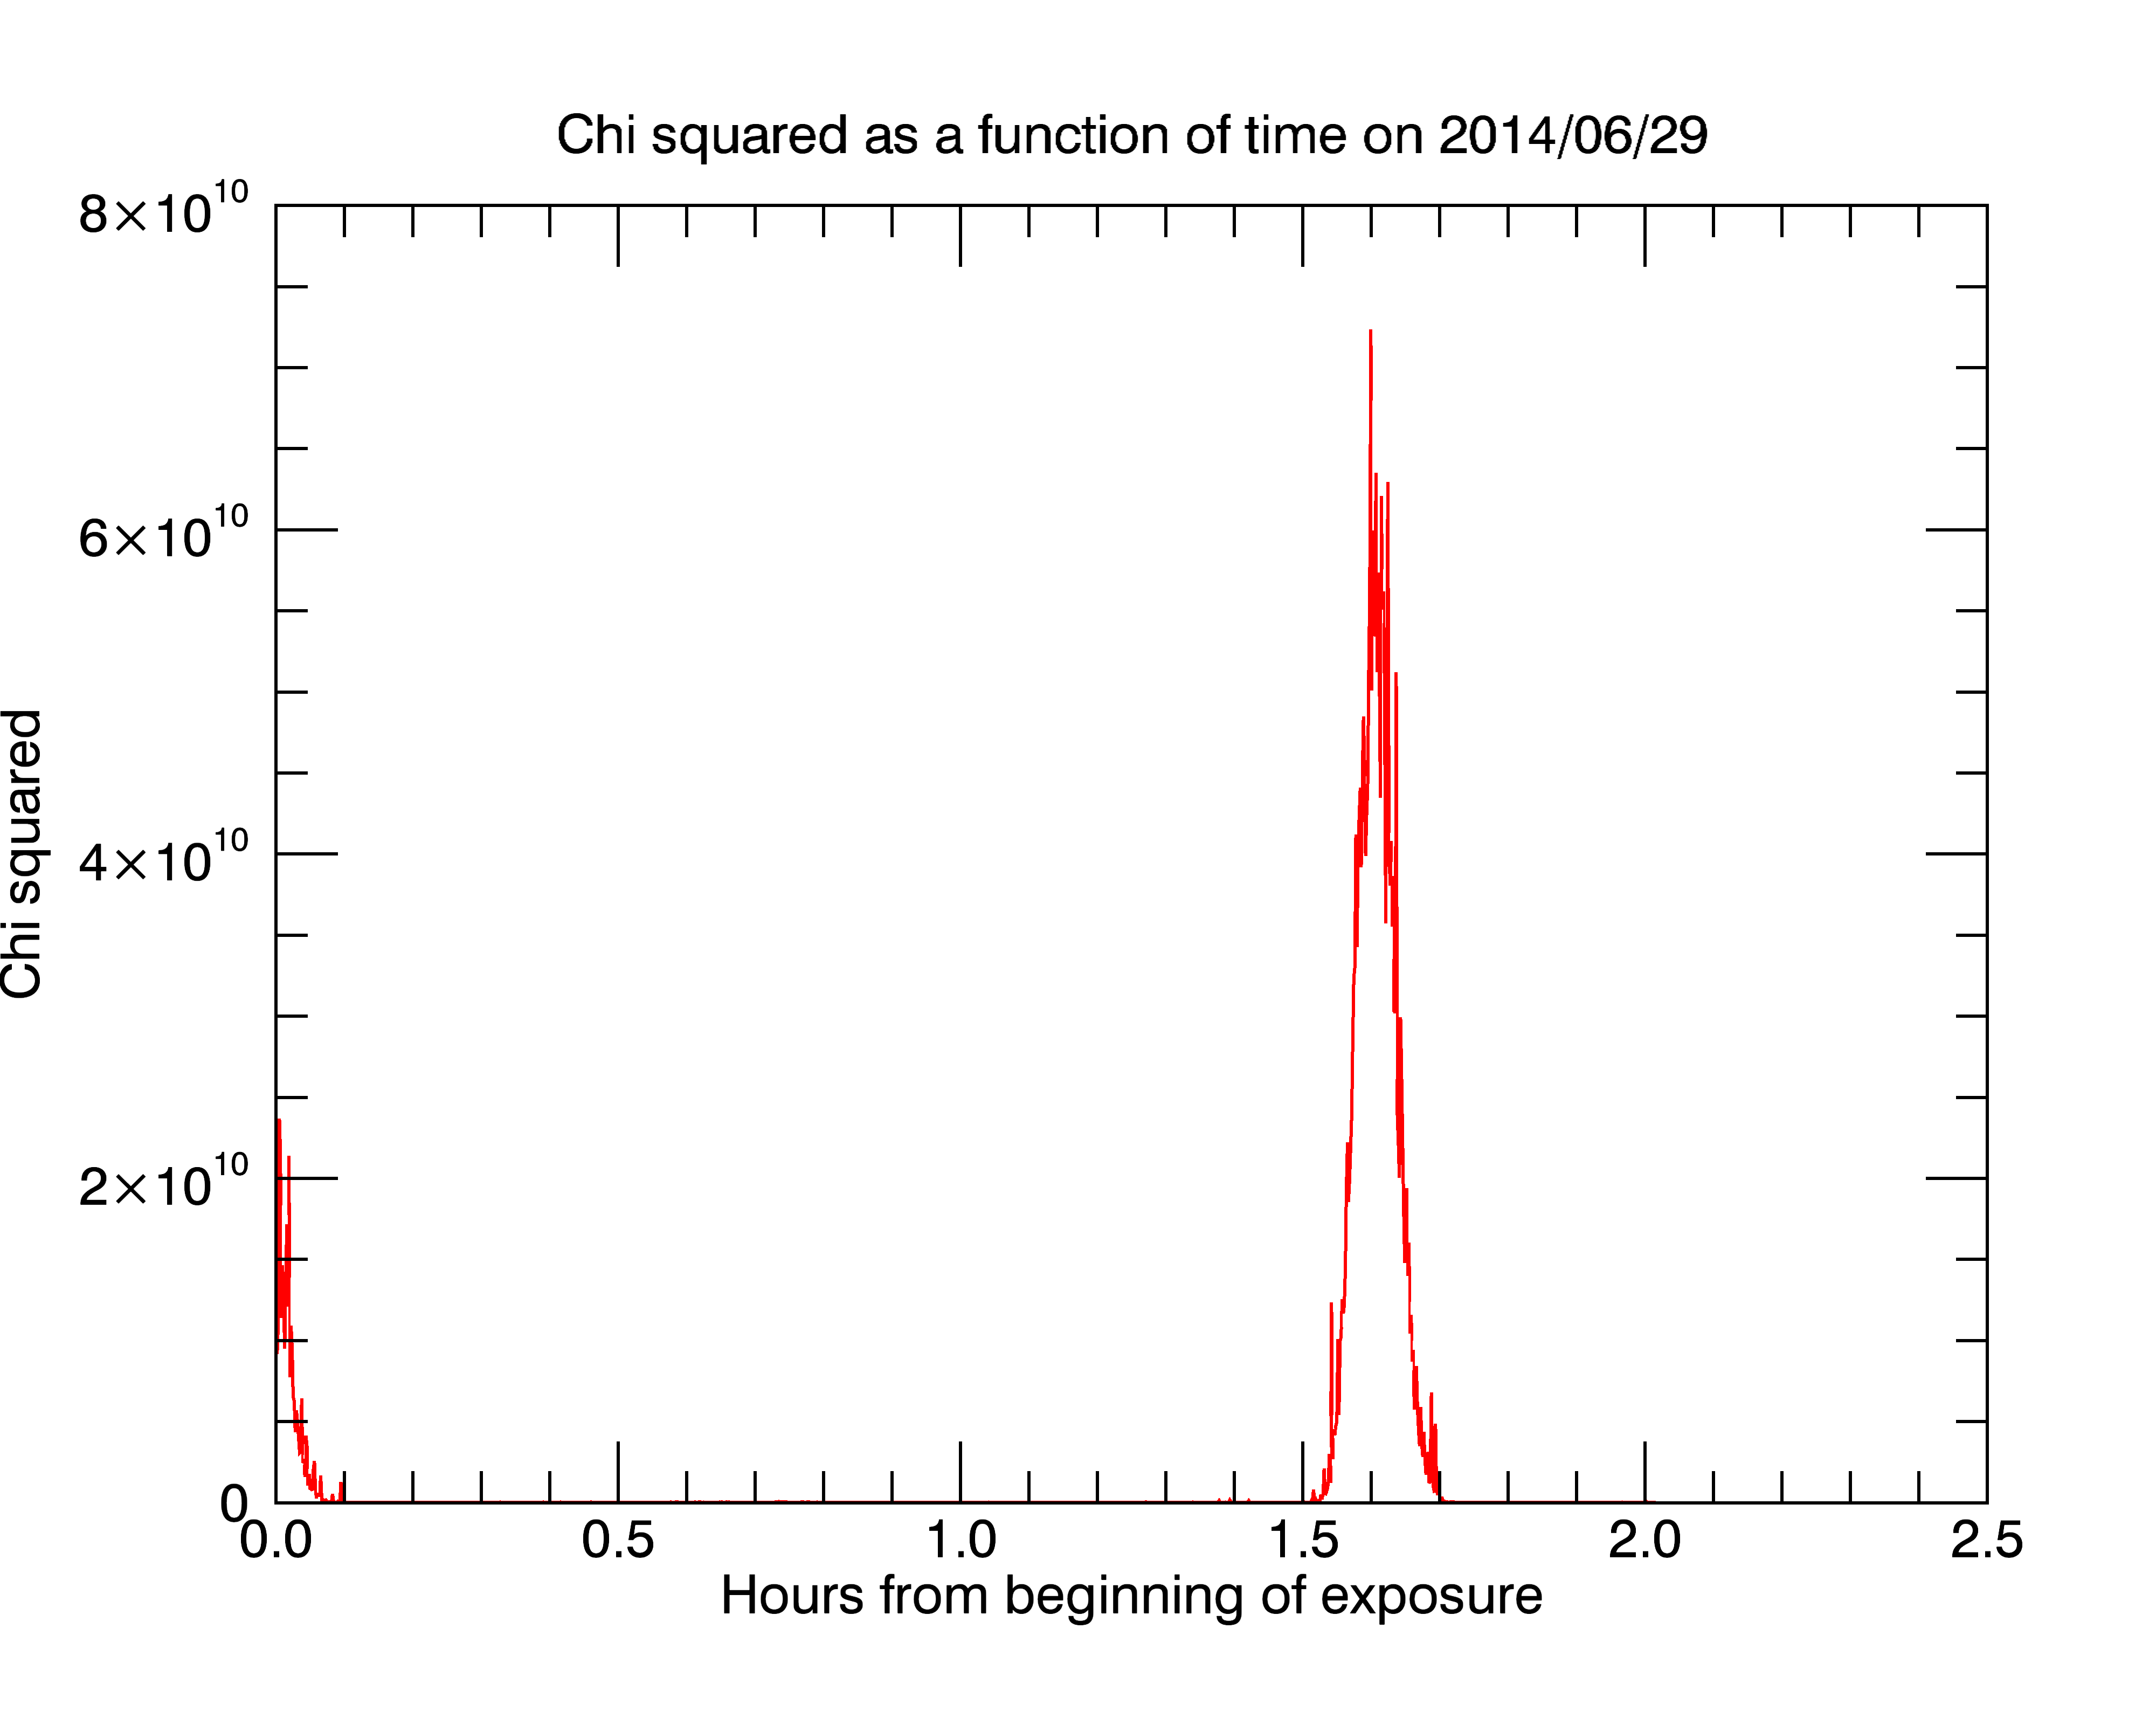 Chi squared as a function of time on 2014/06/29
8×10¹⁰
6×10¹⁰
4×10¹⁰
2×10¹⁰
0
Chi squared
0.0 0.5 1.0 1.5 2.0 2.5
Hours from beginning of exposure